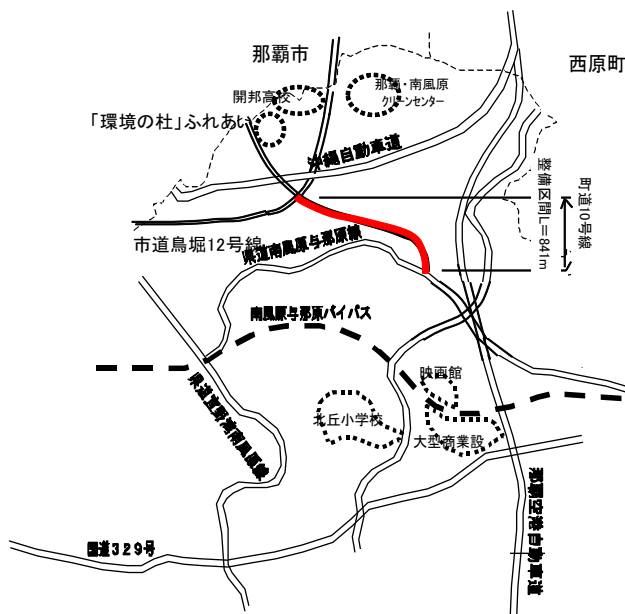 那覇市
西原町
開邦高校
那覇・南風原
クリーンセンター
「環境の杜」ふれあい
沖縄自動車道
町道10号線
整備区間L=841m
市道鳥堀12号線
県道南風原与那原線
南風原与那原バイパス
映画館
県道宜野湾南風原線
北丘小学校
大型商業設
那覇空港自動車道
国道329号